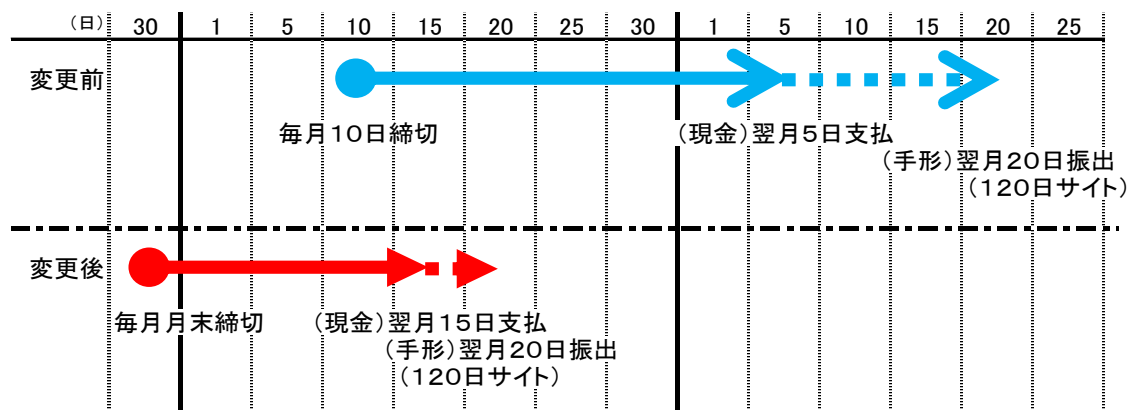 (日) 30 1 5 10 15 20 25 30 1 5 10 15 20 25
変更前
毎月10日締切 (現金)翌月5日支払
(手形)翌月20日振出
(120日サイト)
変更後
毎月月末締切 (現金)翌月15日支払
(手形)翌月20日振出
(120日サイト)